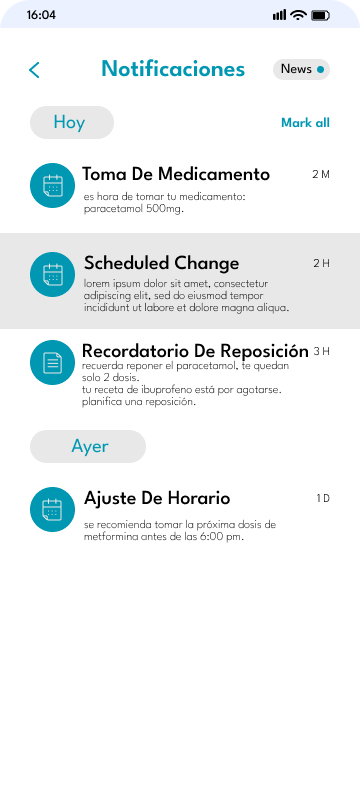 16:04
Notificaciones
News
Hoy
Mark all
Toma De Medicamento
2 M
es hora de tomar tu medicamento:
paracetamol 500mg.
Scheduled Change
2 H
lorem ipsum dolor sit amet, consectetur
adipiscing elit, sed do eiusmod tempor
incididunt ut labore et dolore magna aliqua.
Recordatorio De Reposición
3 H
recuerda reponer el paracetamol, te quedan
solo 2 dosis.
tu receta de ibuprofeno está por agotarse.
planifica una reposición.
Ayer
Ajuste De Horario
1 D
se recomienda tomar la próxima dosis de
metformina antes de las 6:00 pm.